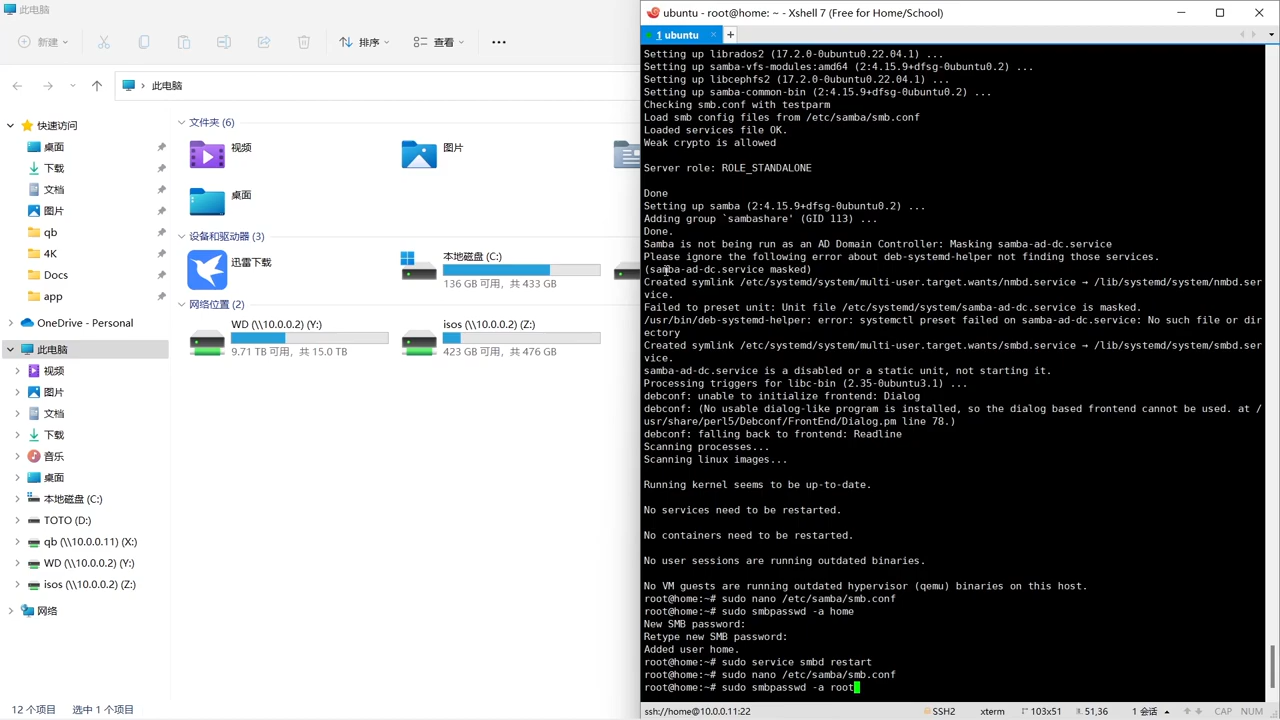 此电脑
新建
排序
查看
此电脑
快速访问
桌面
下载
文档
图片
qb
4K
Docs
app
OneDrive - Personal
此电脑
视频
图片
文档
下载
音乐
桌面
本地磁盘 (C:)
TOTO (D:)
qb (\\10.0.0.11) (X:)
WD (\\10.0.0.2) (Y:)
isos (\\10.0.0.2) (Z:)
网络
文件夹 (6)
视频
图片
桌面
设备和驱动器 (3)
迅雷下载
本地磁盘 (C:)
136 GB 可用，共 433 GB
网络位置 (2)
WD (\\10.0.0.2) (Y:)
9.71 TB 可用，共 15.0 TB
isos (\\10.0.0.2) (Z:)
423 GB 可用，共 476 GB
12 个项目 选中 1 个项目
ubuntu - root@home: ~ - Xshell 7 (Free for Home/School)
1 ubuntu
Setting up librados2 (17.2.0-0ubuntu0.22.04.1) ...
Setting up samba-vfs-modules:amd64 (2:4.15.9+dfsg-0ubuntu0.2) ...
Setting up libcephfs2 (17.2.0-0ubuntu0.22.04.1) ...
Setting up samba-common-bin (2:4.15.9+dfsg-0ubuntu0.2) ...
Checking smb.conf with testparm
Load smb config files from /etc/samba/smb.conf
Loaded services file OK.
Weak crypto is allowed
Server role: ROLE_STANDALONE
Done
Setting up samba (2:4.15.9+dfsg-0ubuntu0.2) ...
Adding group `sambashare' (GID 113) ...
Done.
Samba is not being run as an AD Domain Controller: Masking samba-ad-dc.service
Please ignore the following error about deb-systemd-helper not finding those services.
(samba-ad-dc.service masked)
Created symlink /etc/systemd/system/multi-user.target.wants/nmbd.service → /lib/systemd/system/nmbd.ser
vice.
Failed to preset unit: Unit file /etc/systemd/system/samba-ad-dc.service is masked.
/usr/bin/deb-systemd-helper: error: systemctl preset failed on samba-ad-dc.service: No such file or dir
ectory
Created symlink /etc/systemd/system/multi-user.target.wants/smbd.service → /lib/systemd/system/smbd.ser
vice.
samba-ad-dc.service is a disabled or a static unit, not starting it.
Processing triggers for libc-bin (2.35-0ubuntu3.1) ...
debconf: unable to initialize frontend: Dialog
debconf: (No usable dialog-like program is installed, so the dialog based frontend cannot be used. at /
usr/share/perl5/Debconf/FrontEnd/Dialog.pm line 78.)
debconf: falling back to frontend: Readline
Scanning processes...
Scanning linux images...
Running kernel seems to be up-to-date.
No services need to be restarted.
No containers need to be restarted.
No user sessions are running outdated binaries.
No VM guests are running outdated hypervisor (qemu) binaries on this host.
root@home:~# sudo nano /etc/samba/smb.conf
root@home:~# sudo smbpasswd -a home
New SMB password:
Retype new SMB password:
Added user home.
root@home:~# sudo service smbd restart
root@home:~# sudo nano /etc/samba/smb.conf
root@home:~# sudo smbpasswd -a root
ssh://home@10.0.0.11:22 SSH2 xterm 103x51 51,36 1 会话 CAP NUM